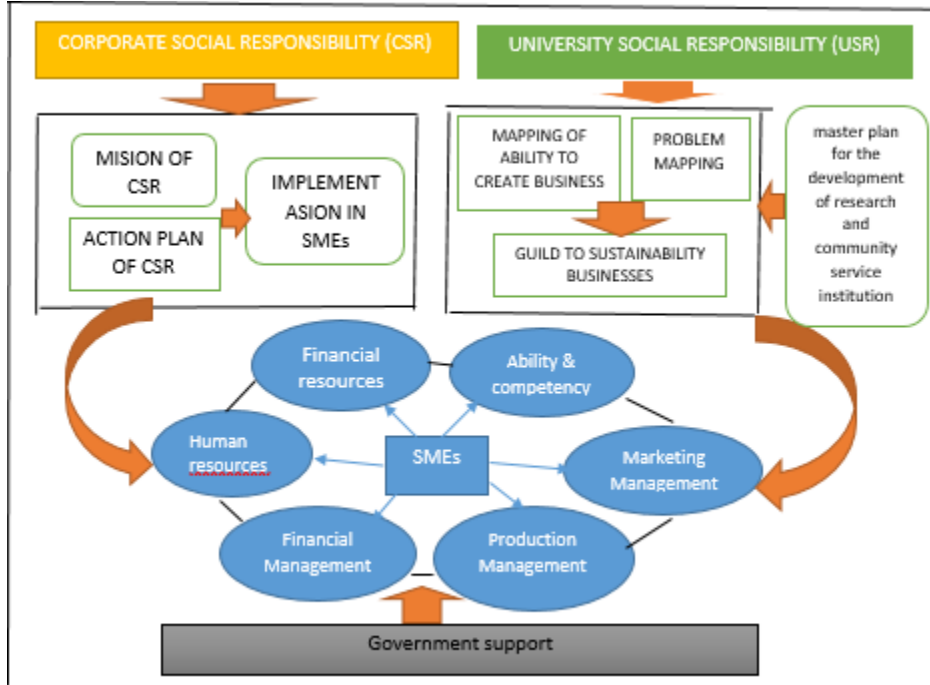 CORPORATE SOCIAL RESPONSIBILITY (CSR)
UNIVERSITY SOCIAL RESPONSIBILITY (USR)
MISION OF
CSR
ACTION PLAN
OF CSR
IMPLEMENT
ASION IN
SMEs
MAPPING OF
ABILITY TO
CREATE BUSINESS
PROBLEM
MAPPING
GUILD TO SUSTAINABILITY
BUSINESSES
master plan
for the
development
of research
and
community
service
institution
Financial
resources
Ability &
competency
Human
resources
SMEs
Marketing
Management
Financial
Management
Production
Management
Government support